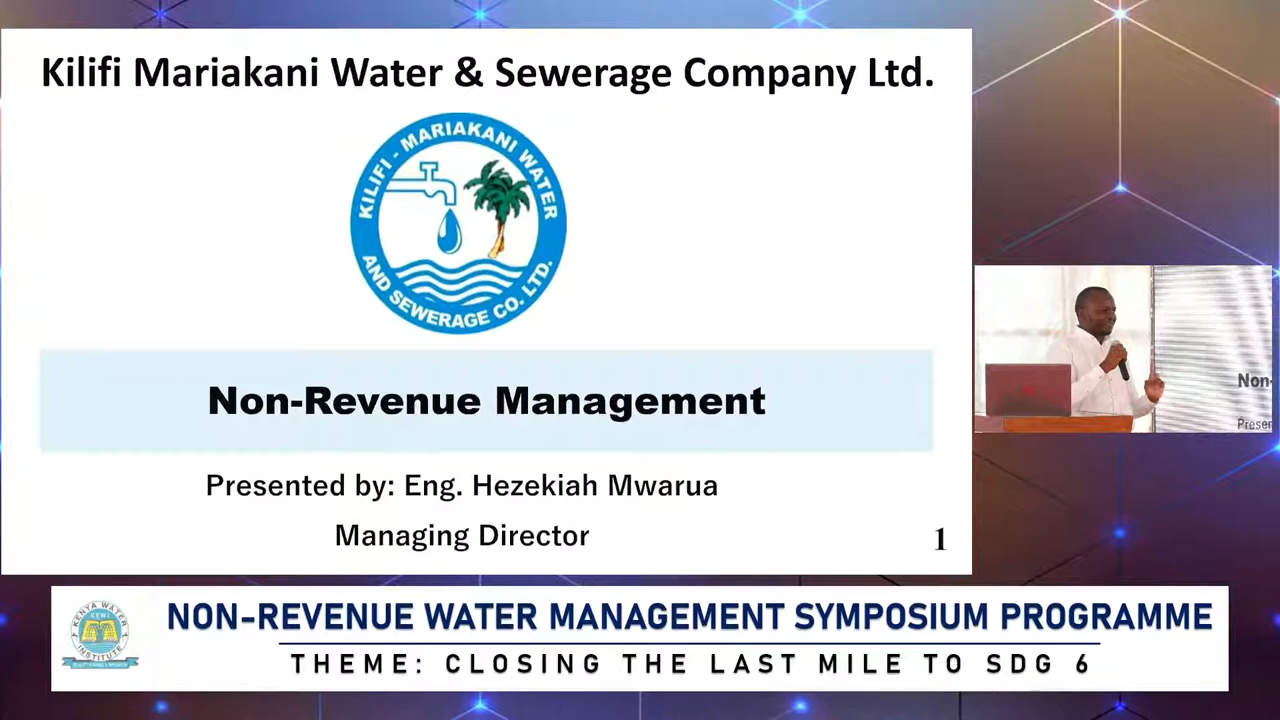 Kilifi Mariakani Water & Sewerage Company Ltd.
KILIFI - MARIAKANI WATER
AND SEWERAGE CO. LTD.
Non-Revenue Management
Presented by: Eng. Hezekiah Mwarua
Managing Director
1
Non-
Presen
NON-REVENUE WATER MANAGEMENT SYMPOSIUM PROGRAMME
THEME: CLOSING THE LAST MILE TO SDG 6
KENYA WATER
KEWI
INSTITUTE